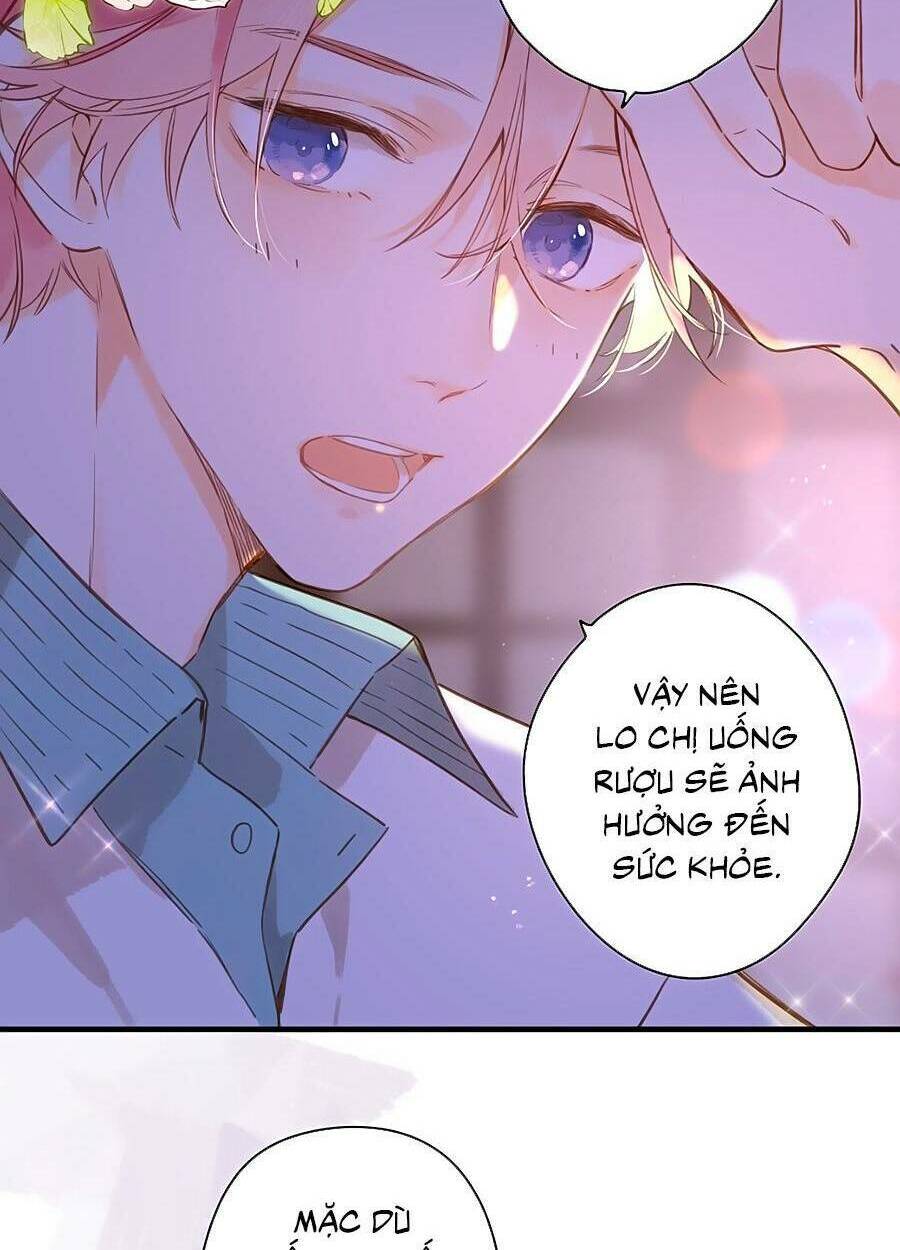 VẬY NÊN
LO CHỊ UỐNG
RƯỢU SẼ ẢNH
HƯỞNG ĐẾN
SỨC KHỎE.
MẶC DÙ